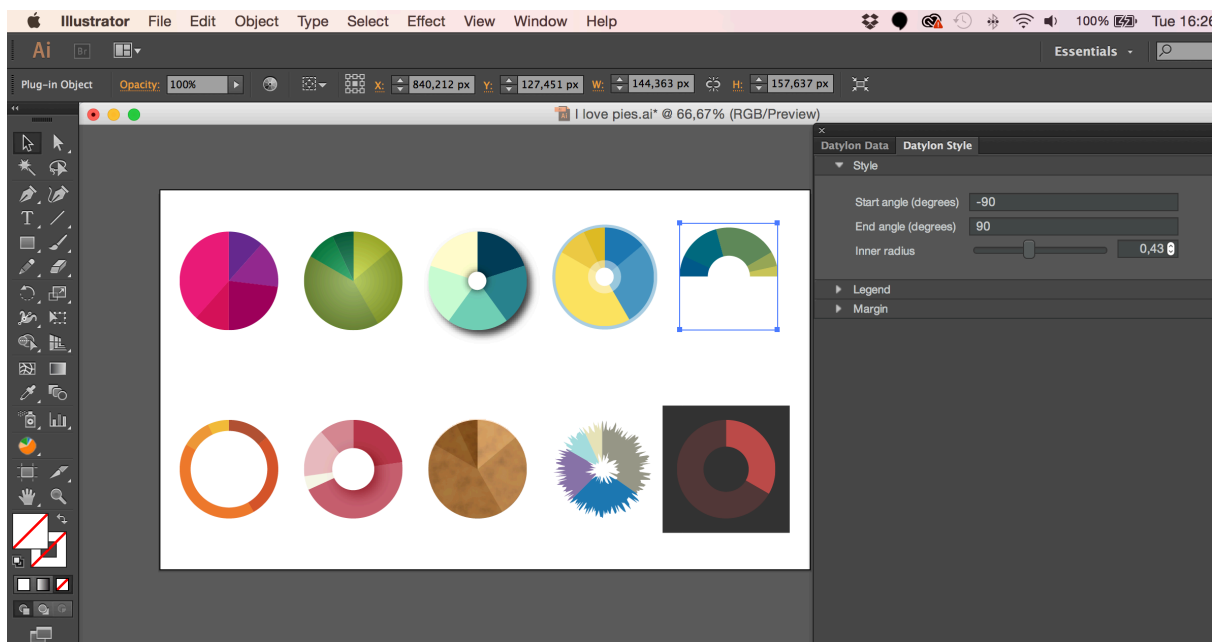 Illustrator File Edit Object Type Select Effect View Window Help 100% Tue 16:26
Ai Br Essentials
Plug-in Object Opacity: 100% X: 840,212 px Y: 127,451 px W: 144,363 px H: 157,637 px
I love pies.ai* @ 66,67% (RGB/Preview)
Datylon Data Datylon Style
Style
Start angle (degrees) -90
End angle (degrees) 90
Inner radius 0,43
Legend
Margin